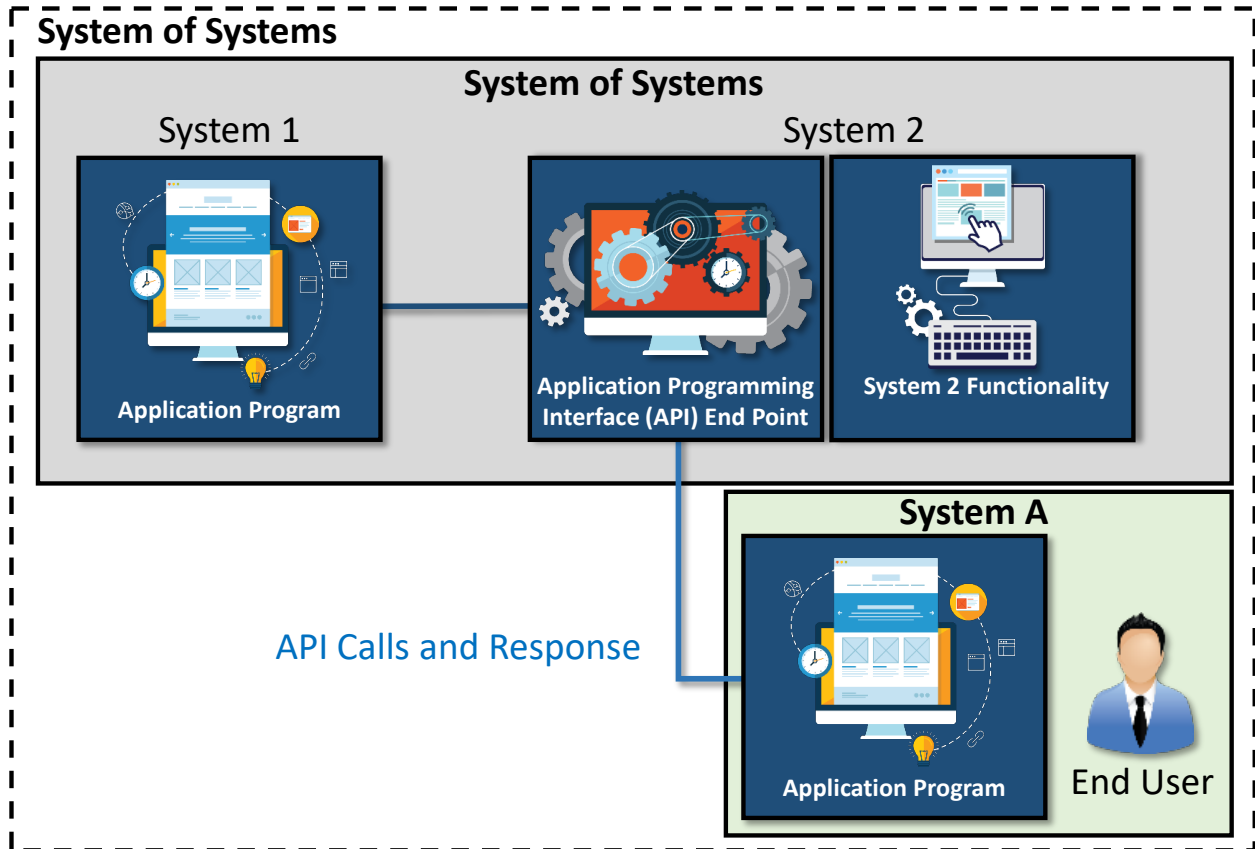 System of Systems
System of Systems
System 1
System 2
Application Program
Application Programming
Interface (API) End Point
System 2 Functionality
System A
API Calls and Response
Application Program
End User